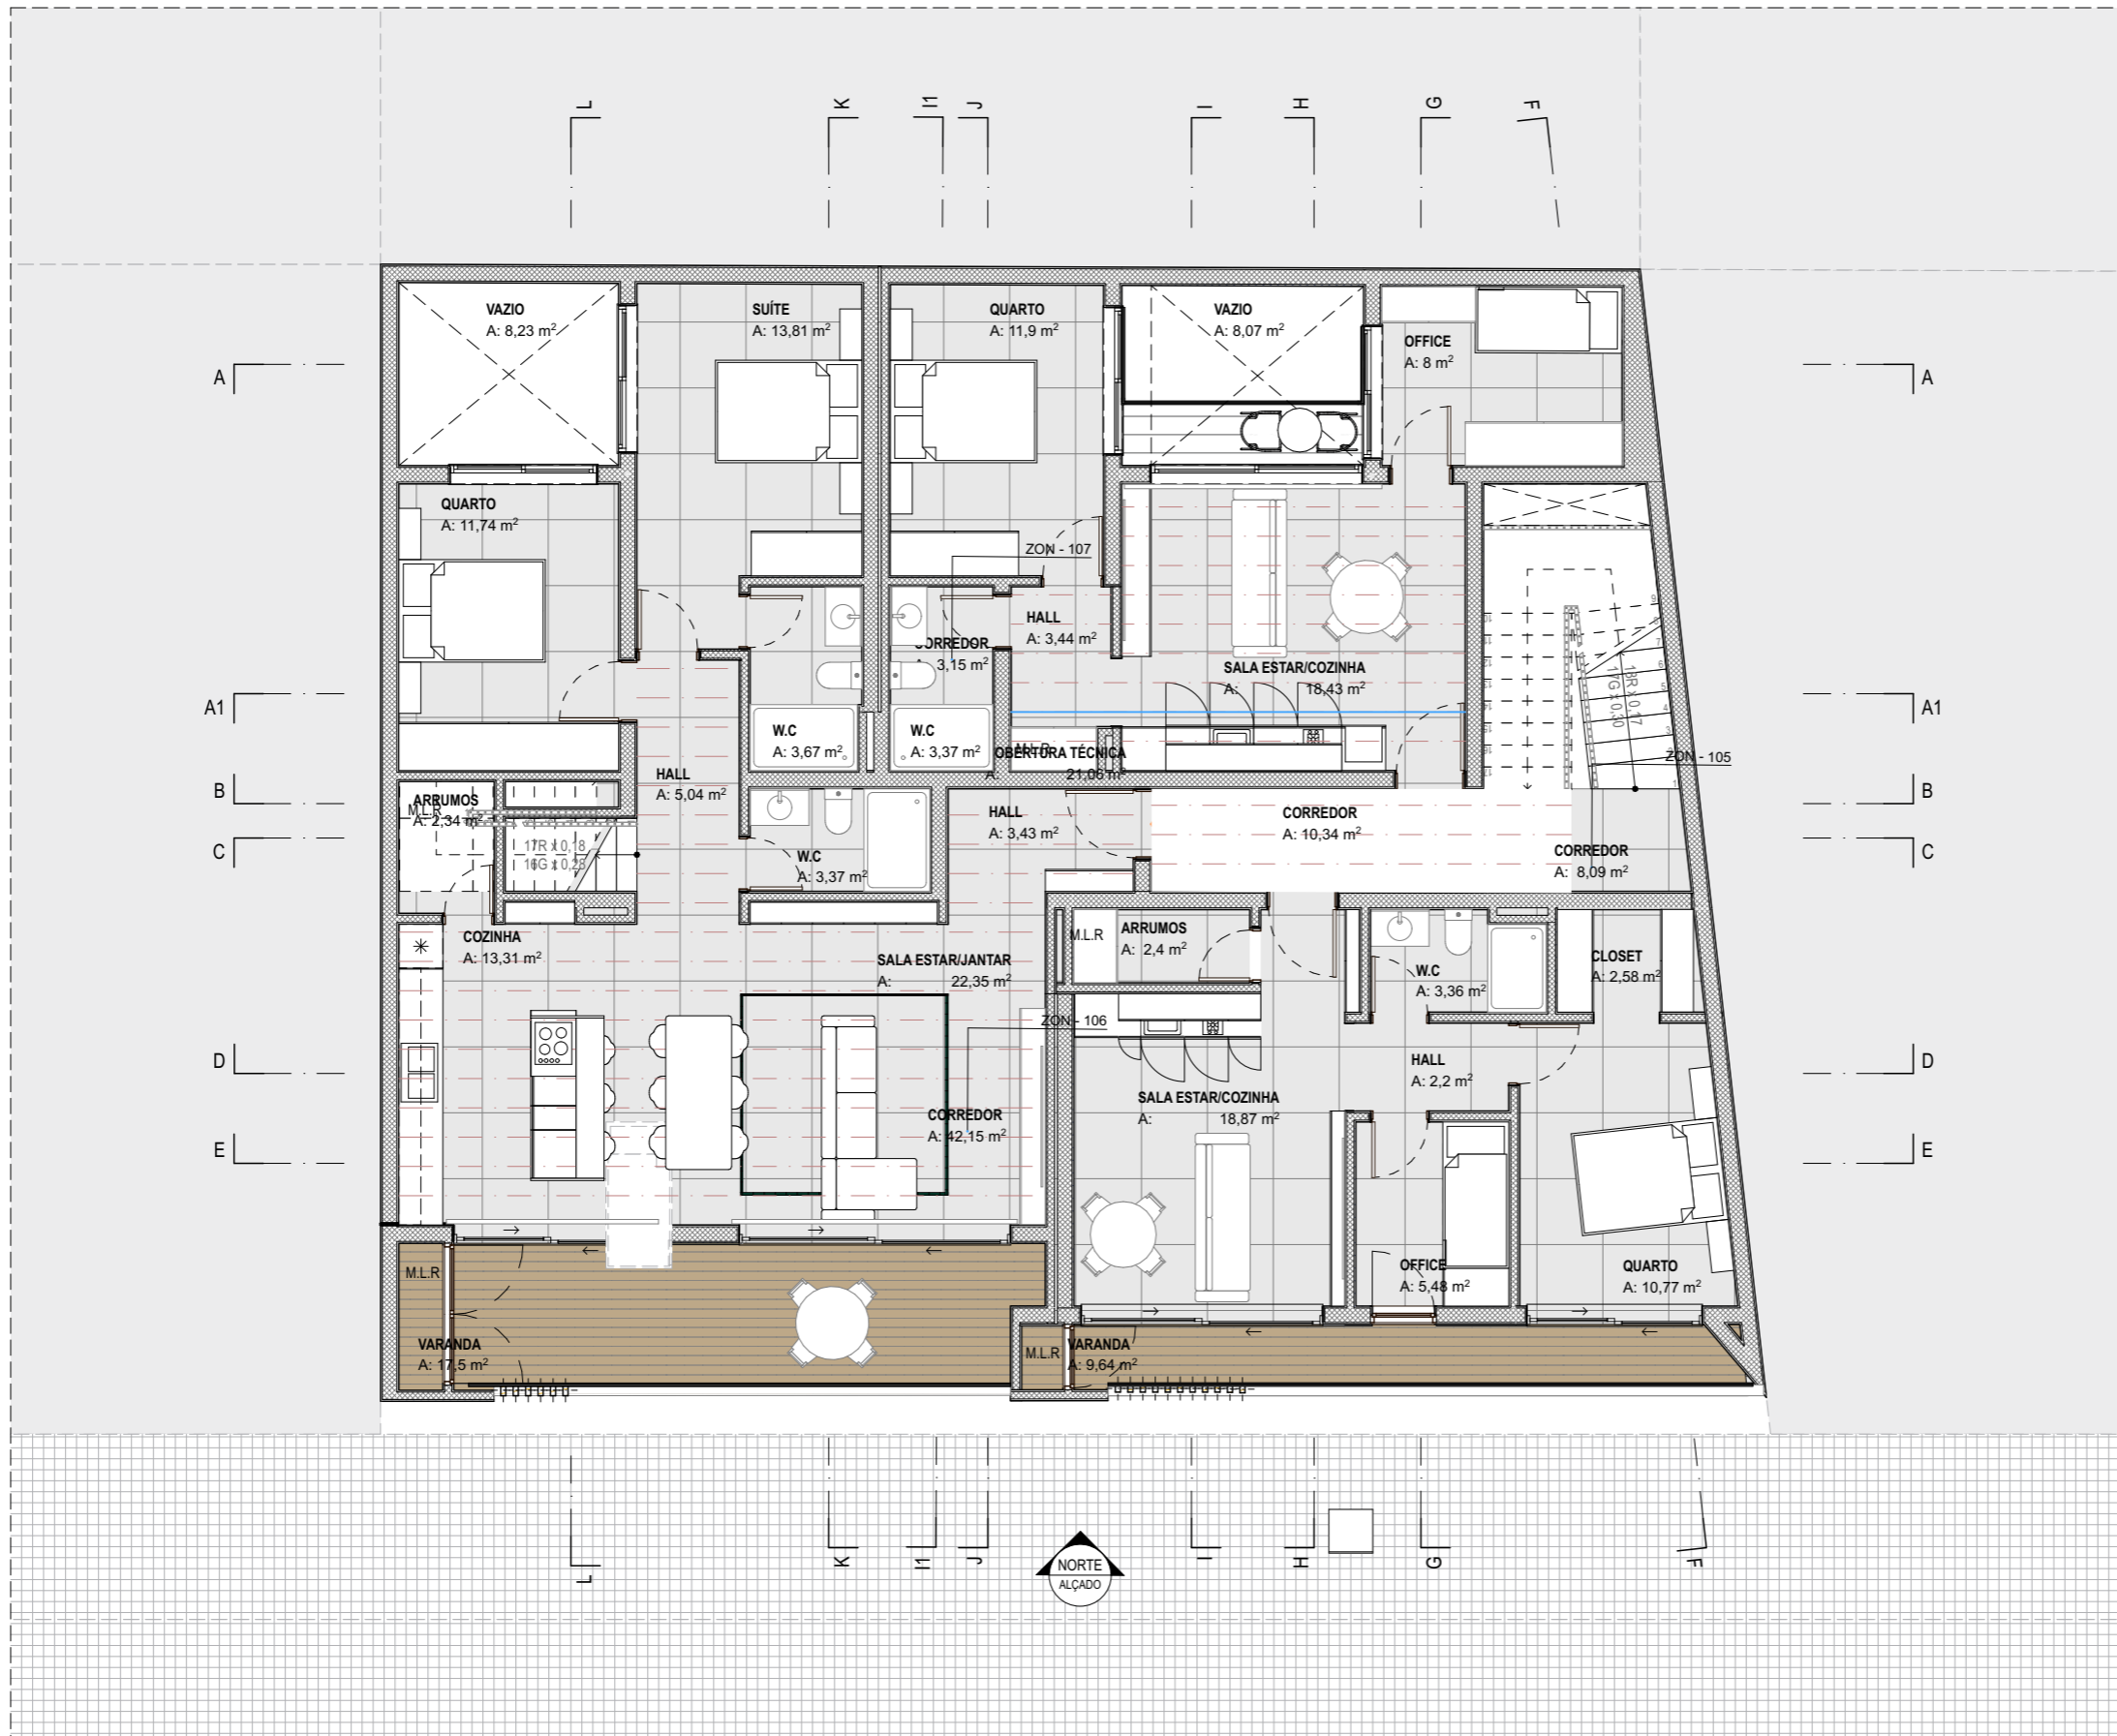 L
K
I1
J
I
H
G
F
VAZIO
A: 8,23 m²
SUÍTE
A: 13,81 m²
QUARTO
A: 11,9 m²
VAZIO
A: 8,07 m²
OFFICE
A: 8 m²
A
A
QUARTO
A: 11,74 m²
ZON - 107
HALL
A: 3,44 m²
CORREDOR
A: 3,15 m²
SALA ESTAR/COZINHA
A: 18,43 m²
18R x 0,17
17G x 0,30
A1
A1
W.C
A: 3,67 m²
W.C
A: 3,37 m²
M.L.R
COBERTURA TÉCNICA
A: 21,06 m²
ZON - 105
HALL
A: 5,04 m²
B
B
ARRUMOS
M.L.R
A: 2,34 m²
HALL
A: 3,43 m²
CORREDOR
A: 10,34 m²
C
C
17R x 0,18
16G x 0,28
W.C
A: 3,37 m²
CORREDOR
A: 8,09 m²
COZINHA
A: 13,31 m²
SALA ESTAR/JANTAR
A: 22,35 m²
M.L.R
ARRUMOS
A: 2,4 m²
W.C
A: 3,36 m²
CLOSET
A: 2,58 m²
ZON - 106
D
D
HALL
A: 2,2 m²
SALA ESTAR/COZINHA
A: 18,87 m²
CORREDOR
A: 42,15 m²
E
E
M.L.R
OFFICE
A: 5,48 m²
QUARTO
A: 10,77 m²
VARANDA
A: 17,5 m²
M.L.R
VARANDA
A: 9,64 m²
L
K
I1
J
I
H
G
F
NORTE
ALÇADO